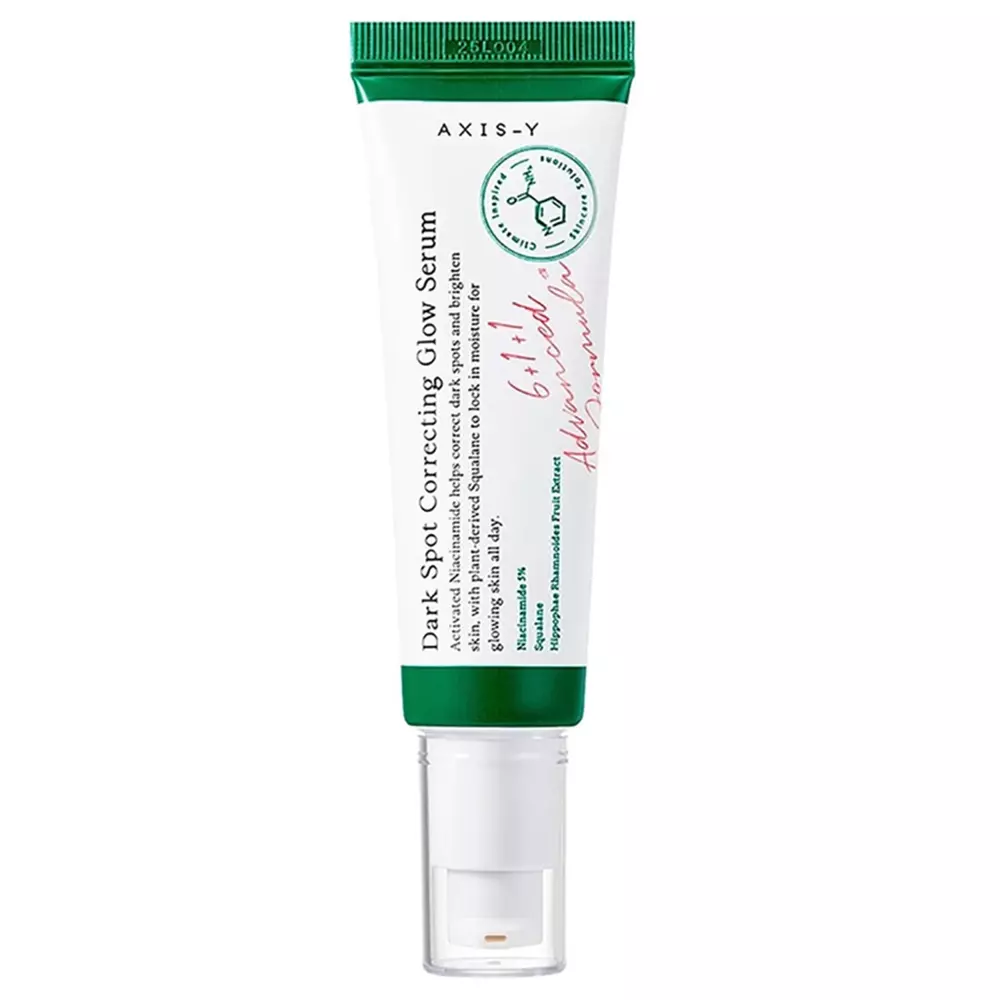 25L004
AXIS-Y
Climate Inspired
Skincare Solutions
NH₂
O
N
Dark Spot Correcting Glow Serum
Activated Niacinamide helps correct dark spots and brighten
skin, with plant-derived Squalane to lock in moisture for
glowing skin all day.
6+1+1
Advanced
Formula
Niacinamide 5%
Squalane
Hippophae Rhamnoides Fruit Extract